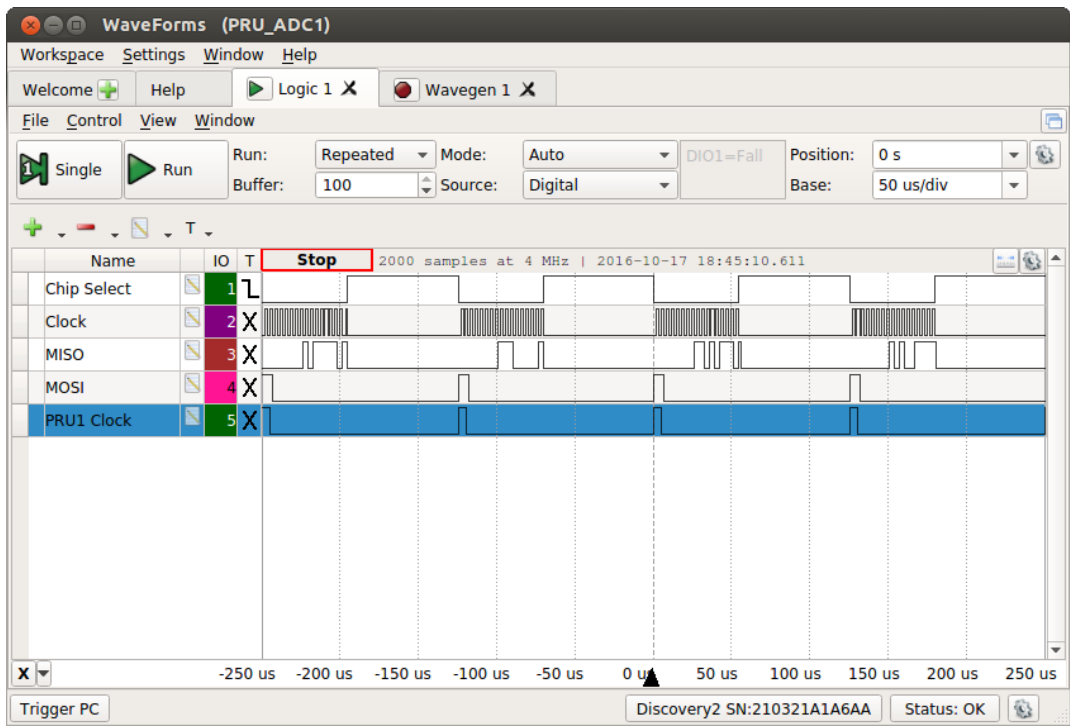 WaveForms (PRU_ADC1)
Workspace Settings Window Help
Welcome Help Logic 1 X Wavegen 1 X
File Control View Window
1 Single Run Run: Repeated Mode: Auto DIO1=Fall Position: 0 s
Buffer: 100 Source: Digital Base: 50 us/div
T
Name IO T Stop 2000 samples at 4 MHz | 2016-10-17 18:45:10.611
Chip Select 1
Clock 2 X
MISO 3 X
MOSI 4 X
PRU1 Clock 5 X
X -250 us -200 us -150 us -100 us -50 us 0 us 50 us 100 us 150 us 200 us 250 us
Trigger PC Discovery2 SN:210321A1A6AA Status: OK